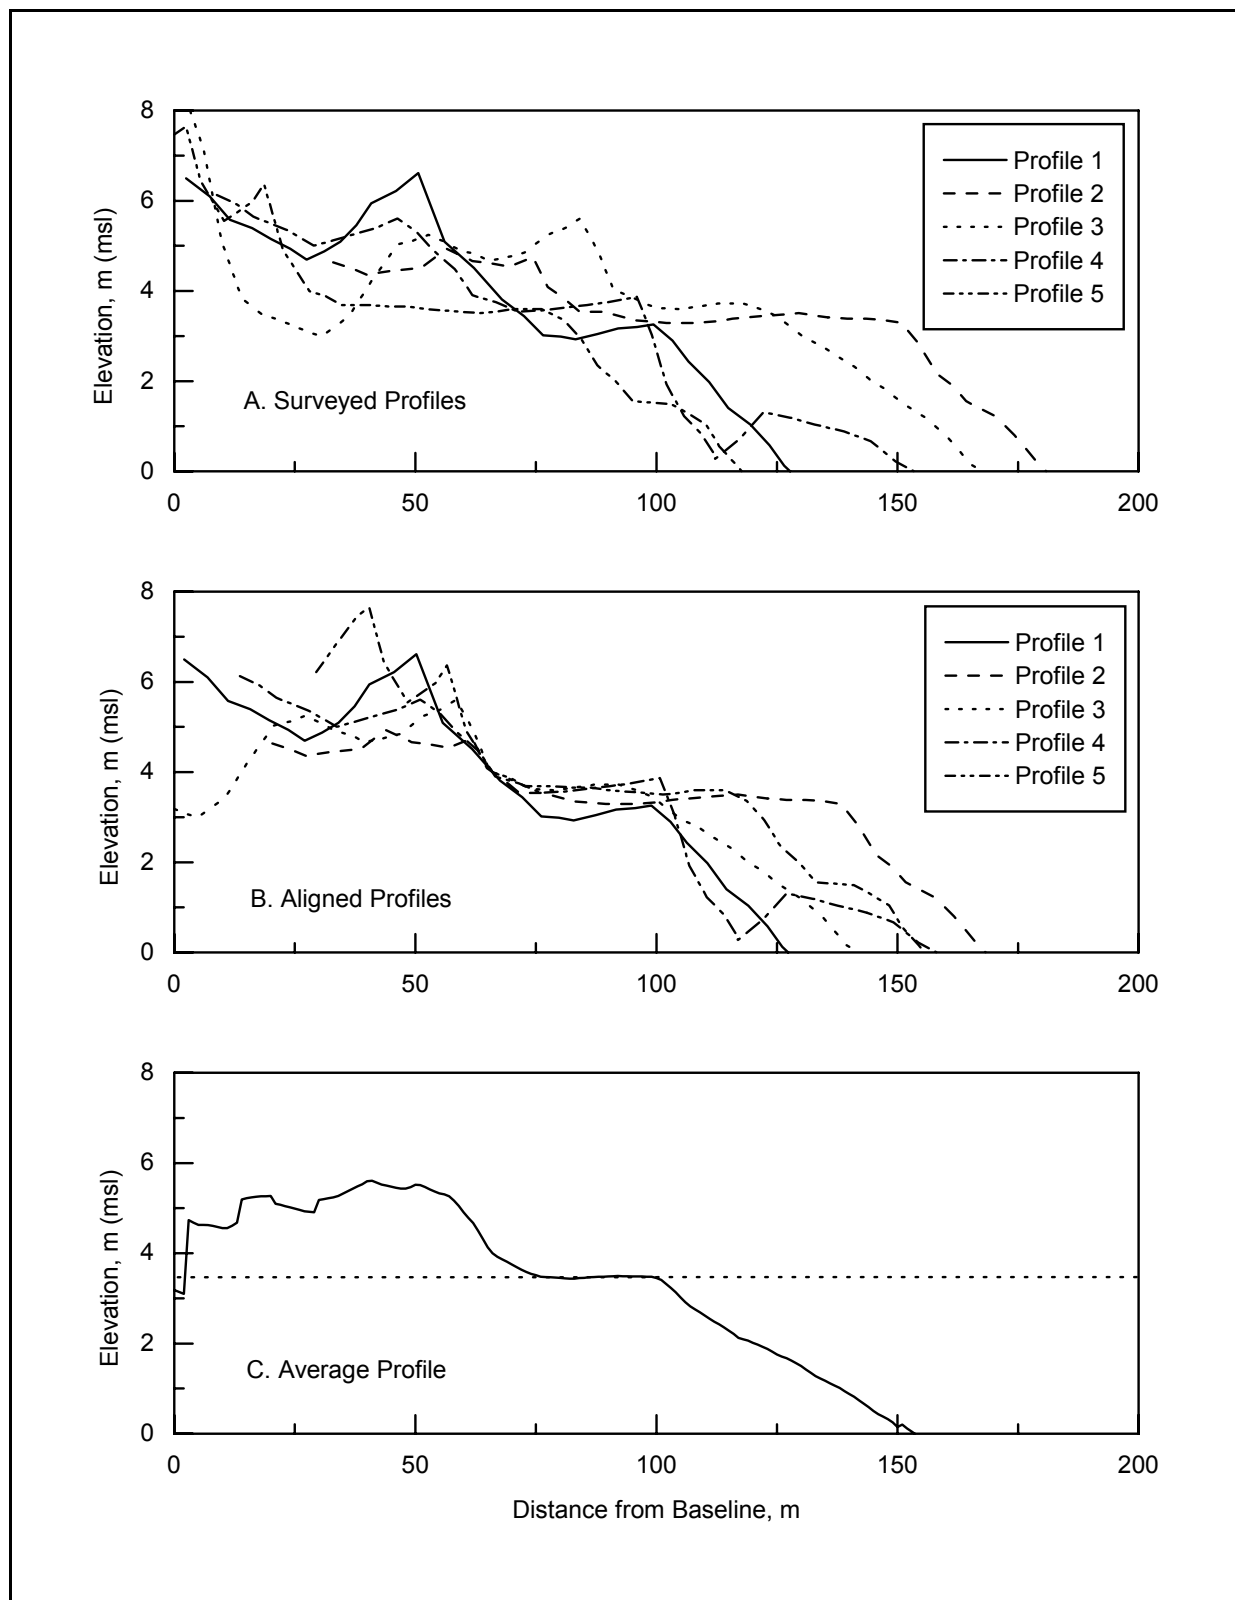 8
6
4
2
0
Elevation, m (msl)
A. Surveyed Profiles
Profile 1
Profile 2
Profile 3
Profile 4
Profile 5
0 50 100 150 200
8
6
4
2
0
Elevation, m (msl)
B. Aligned Profiles
Profile 1
Profile 2
Profile 3
Profile 4
Profile 5
0 50 100 150 200
8
6
4
2
0
Elevation, m (msl)
C. Average Profile
0 50 100 150 200
Distance from Baseline, m